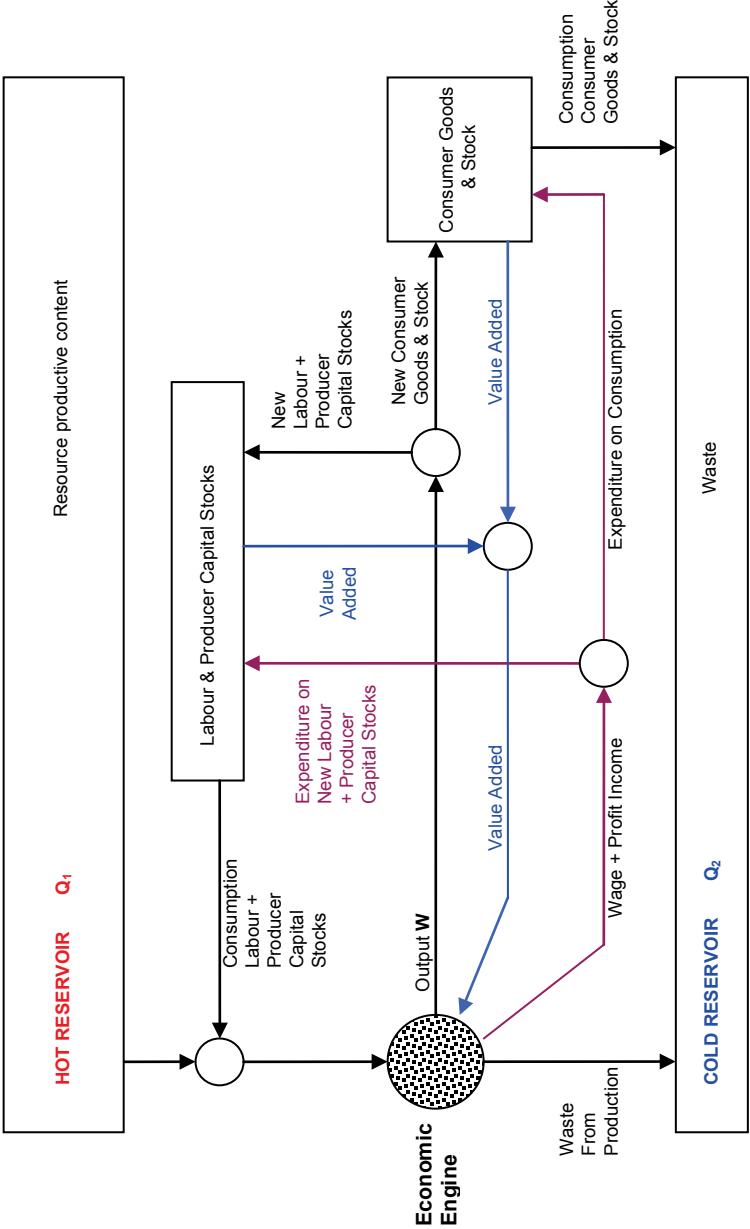 HOT RESERVOIR Q₁
Resource productive content
Labour & Producer Capital Stocks
Consumption
Labour +
Producer
Capital
Stocks
New
Labour +
Producer
Capital Stocks
Value
Added
Expenditure on
New Labour
+ Producer
Capital Stocks
Economic
Engine
Output W
New Consumer
Goods & Stock
Consumer Goods
& Stock
Value Added
Value Added
Wage + Profit Income
Expenditure on Consumption
Consumption
Consumer
Goods & Stock
Waste
From
Production
COLD RESERVOIR Q₂
Waste